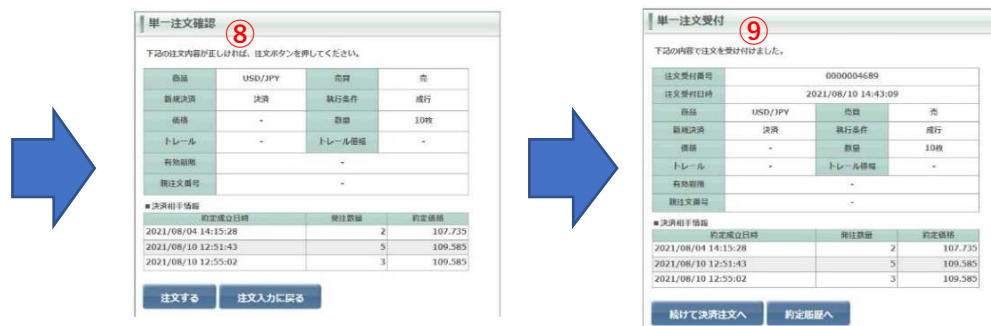 単一注文確認
⑧
下記の注文内容が正しければ、注文ボタンを押してください。
商品 USD/JPY 売買 売
新規決済 決済 執行条件 成行
価格 - 数量 10枚
トレール - トレール値幅 -
有効期限 -
親注文番号 -
■決済相手情報
約定成立日時 発注数量 約定価格
2021/08/04 14:15:28 2 107.735
2021/08/10 12:51:43 5 109.585
2021/08/10 12:55:02 3 109.585
注文する 注文入力に戻る
単一注文受付
⑨
下記の内容で注文を受け付けました。
注文受付番号 0000004689
注文受付日時 2021/08/10 14:43:09
商品 USD/JPY 売買 売
新規決済 決済 執行条件 成行
価格 - 数量 10枚
トレール - トレール値幅 -
有効期限 -
親注文番号 -
■決済相手情報
約定成立日時 発注数量 約定価格
2021/08/04 14:15:28 2 107.735
2021/08/10 12:51:43 5 109.585
2021/08/10 12:55:02 3 109.585
続けて決済注文へ 約定履歴へ